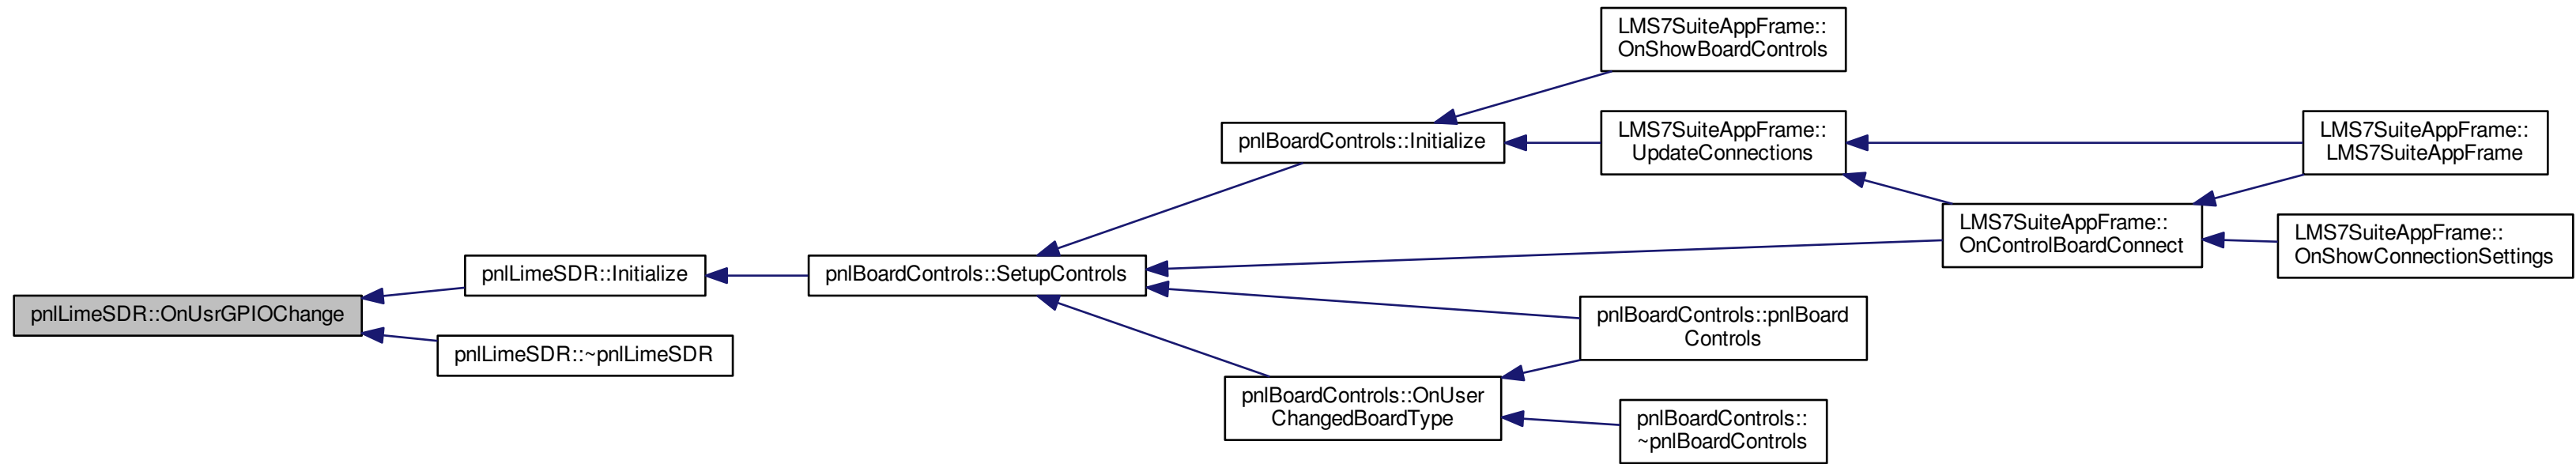 LMS7SuiteAppFrame::
OnShowBoardControls
pnlBoardControls::Initialize
LMS7SuiteAppFrame::
UpdateConnections
LMS7SuiteAppFrame::
LMS7SuiteAppFrame
LMS7SuiteAppFrame::
OnControlBoardConnect
LMS7SuiteAppFrame::
OnShowConnectionSettings
pnlLimeSDR::Initialize
pnlBoardControls::SetupControls
pnlLimeSDR::OnUsrGPIOChange
pnlBoardControls::pnlBoard
Controls
pnlLimeSDR::~pnlLimeSDR
pnlBoardControls::OnUser
ChangedBoardType
pnlBoardControls::
~pnlBoardControls